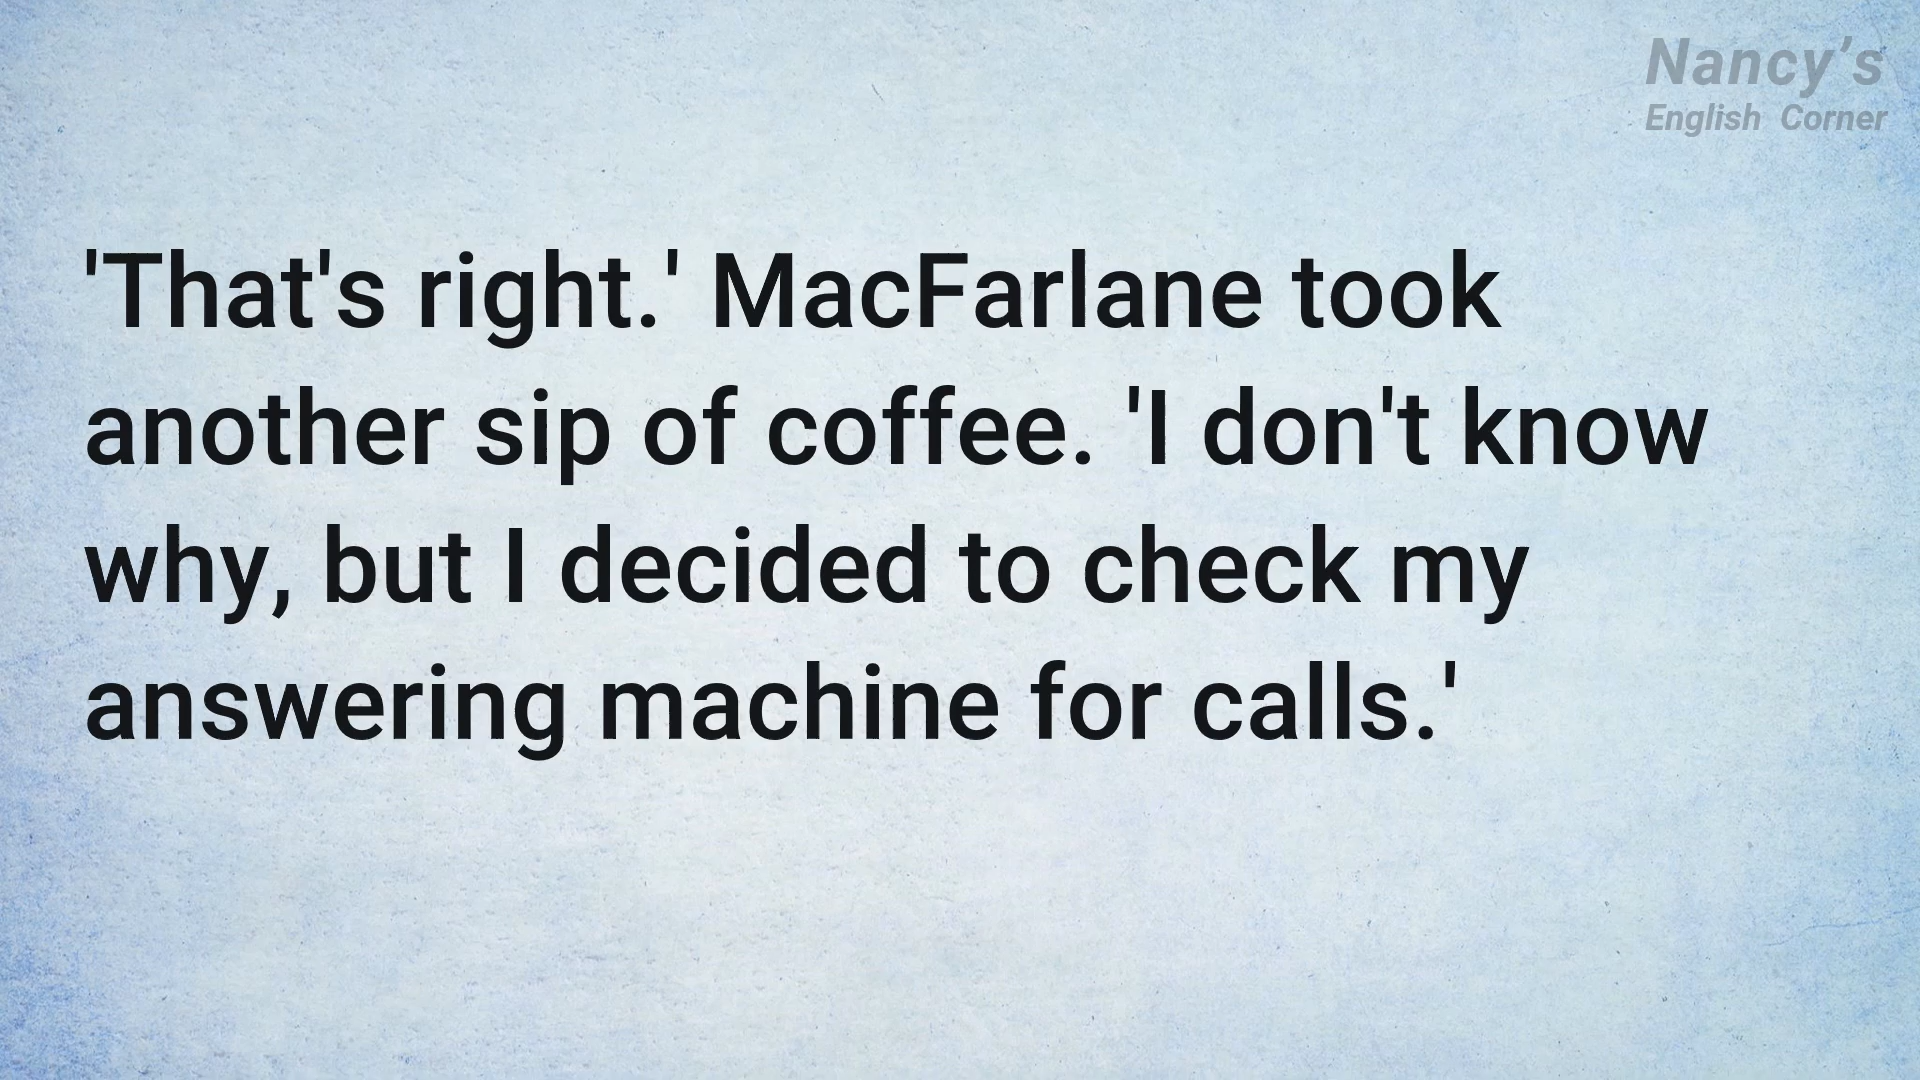 Nancy’s
English Corner
'That's right.' MacFarlane took
another sip of coffee. 'I don't know
why, but I decided to check my
answering machine for calls.'